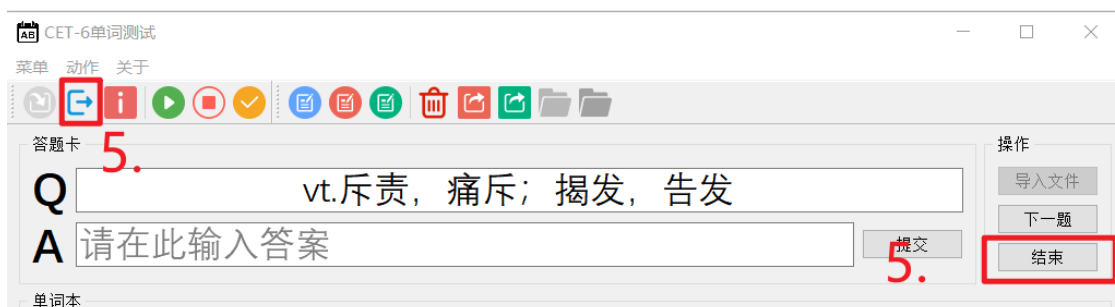 CET-6单词测试
菜单 动作 关于
答题卡
5.
操作
Q vt.斥责，痛斥；揭发，告发
导入文件
下一题
A 请在此输入答案
提交
5.
结束
单词本